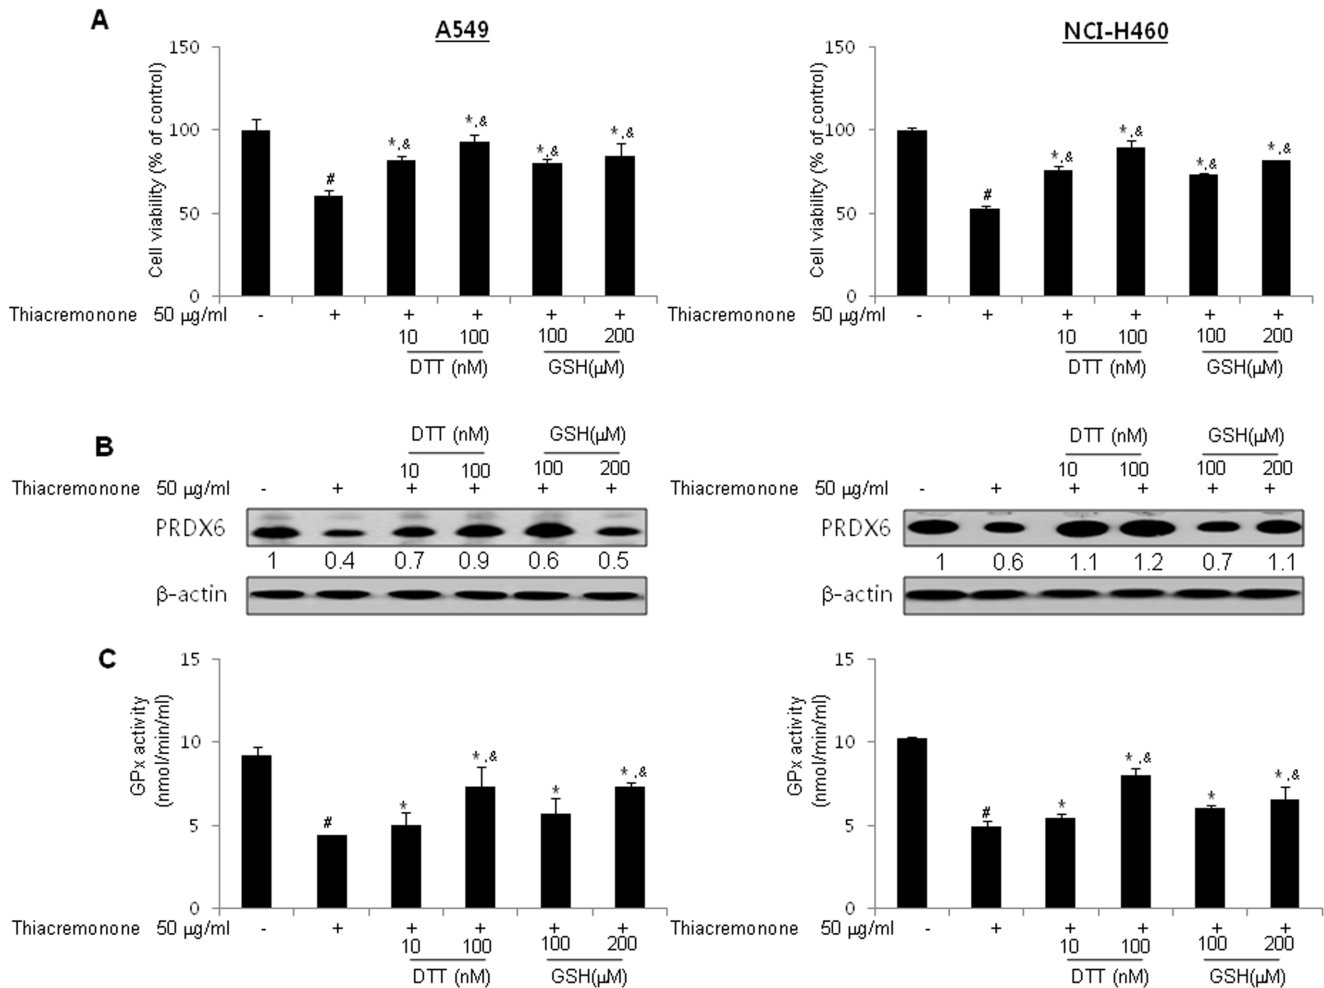 A
A549
NCI-H460
Cell viability (% of control)
150
100
50
0
#
*,&
*,&
*,&
*,&
Thiacremonone 50 μg/ml - + + + + +
10 100 100 200
DTT (nM) GSH(μM)
Cell viability (% of control)
150
100
50
0
#
*,&
*,&
*,&
*,&
Thiacremonone 50 μg/ml - + + + + +
10 100 100 200
DTT (nM) GSH(μM)
B
DTT (nM) GSH(μM)
10 100 100 200
Thiacremonone 50 μg/ml - + + + + +
PRDX6
1 0.4 0.7 0.9 0.6 0.5
β-actin
DTT (nM) GSH(μM)
10 100 100 200
Thiacremonone 50 μg/ml - + + + + +
PRDX6
1 0.6 1.1 1.2 0.7 1.1
β-actin
C
GPx activity
(nmol/min/ml)
15
10
5
0
#
*
*,&
*
*,&
Thiacremonone 50 μg/ml - + + + + +
10 100 100 200
DTT (nM) GSH(μM)
GPx activity
(nmol/min/ml)
15
10
5
0
#
*
*,&
*
*,&
Thiacremonone 50 μg/ml - + + + + +
10 100 100 200
DTT (nM) GSH(μM)